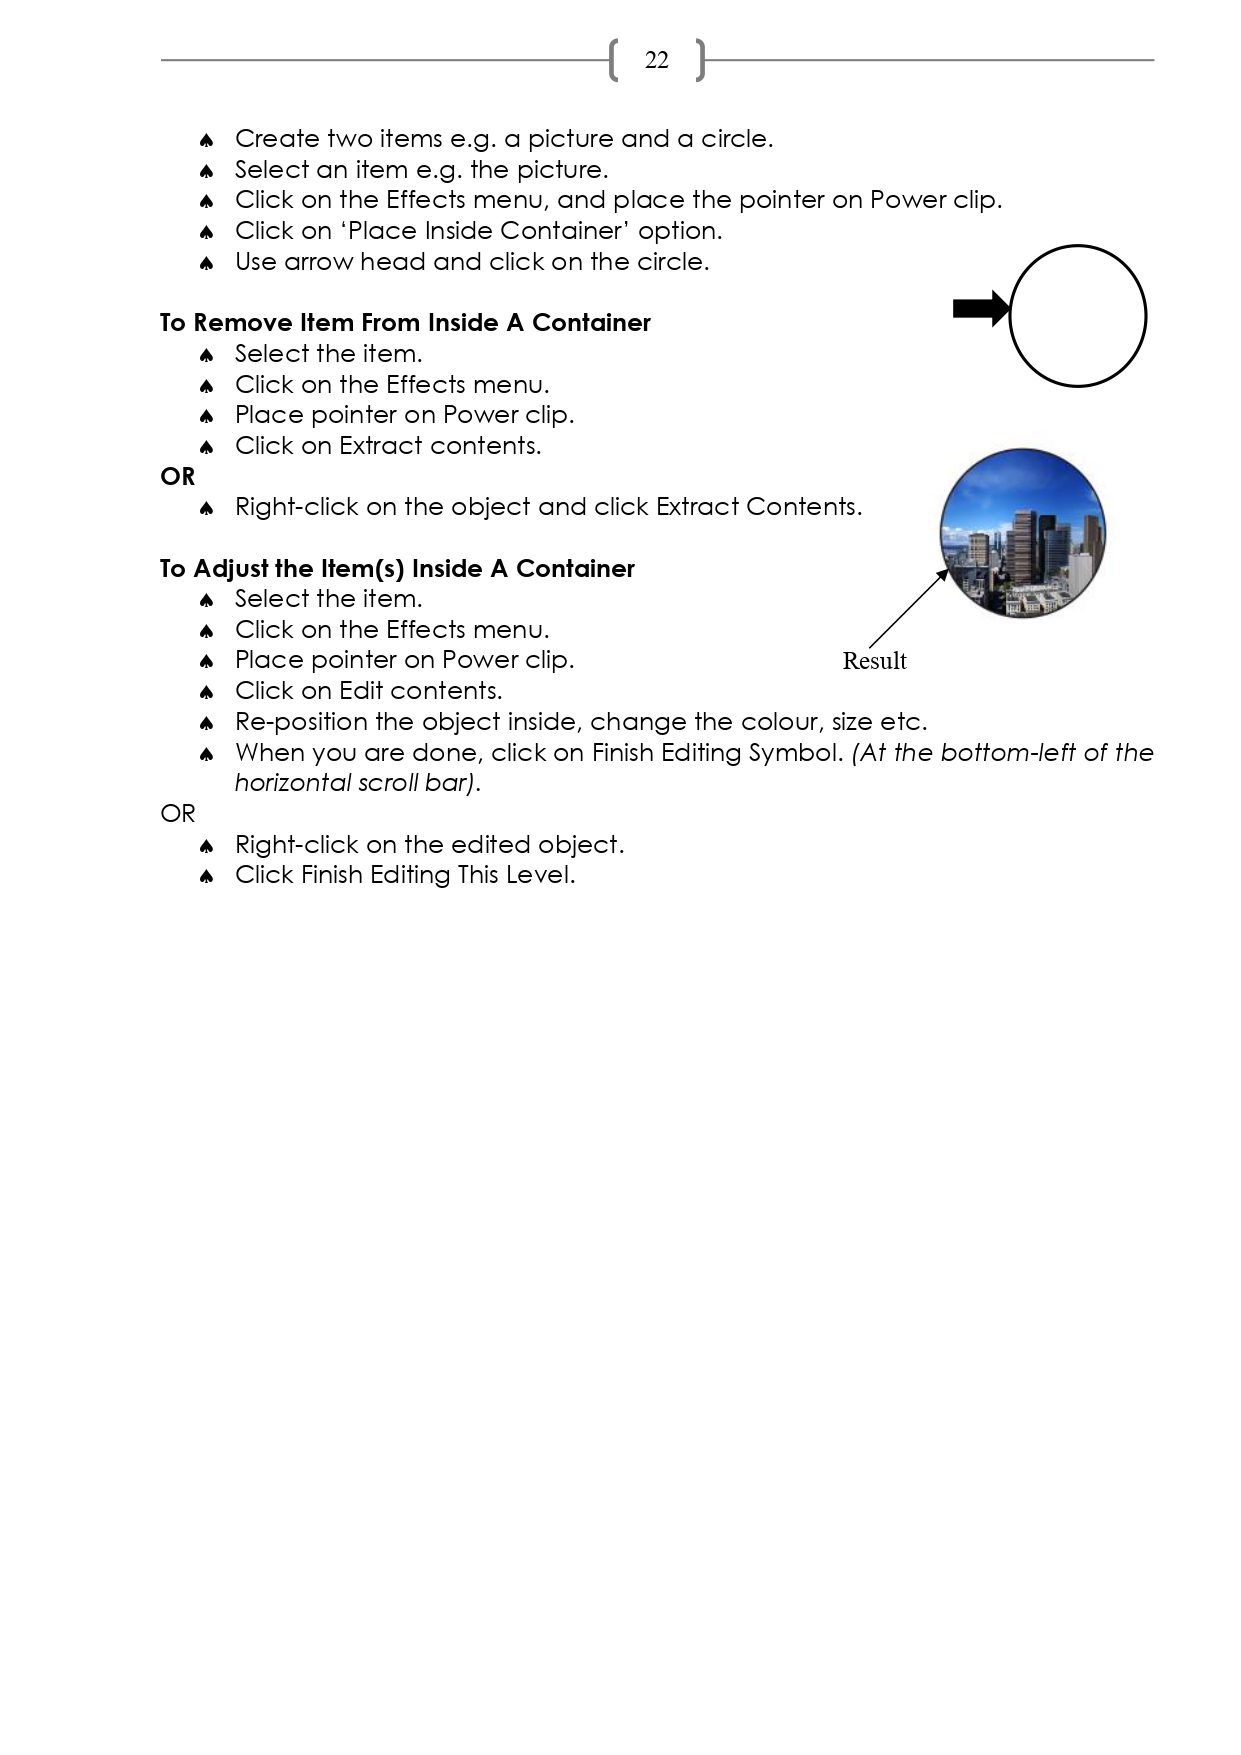 22
♠ Create two items e.g. a picture and a circle.
♠ Select an item e.g. the picture.
♠ Click on the Effects menu, and place the pointer on Power clip.
♠ Click on ‘Place Inside Container’ option.
♠ Use arrow head and click on the circle.
To Remove Item From Inside A Container
♠ Select the item.
♠ Click on the Effects menu.
♠ Place pointer on Power clip.
♠ Click on Extract contents.
OR
♠ Right-click on the object and click Extract Contents.
To Adjust the Item(s) Inside A Container
♠ Select the item.
♠ Click on the Effects menu.
♠ Place pointer on Power clip.
Result
♠ Click on Edit contents.
♠ Re-position the object inside, change the colour, size etc.
♠ When you are done, click on Finish Editing Symbol. (At the bottom-left of the
horizontal scroll bar).
OR
♠ Right-click on the edited object.
♠ Click Finish Editing This Level.